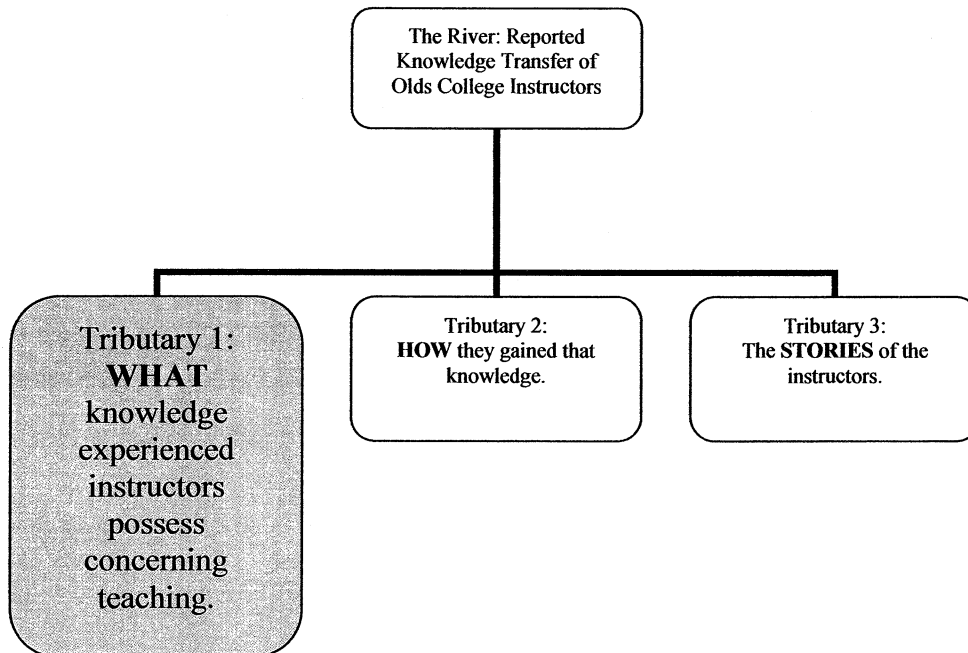 The River: Reported
Knowledge Transfer of
Olds College Instructors
Tributary 1:
WHAT
knowledge
experienced
instructors
possess
concerning
teaching.
Tributary 2:
HOW they gained that
knowledge.
Tributary 3:
The STORIES of the
instructors.